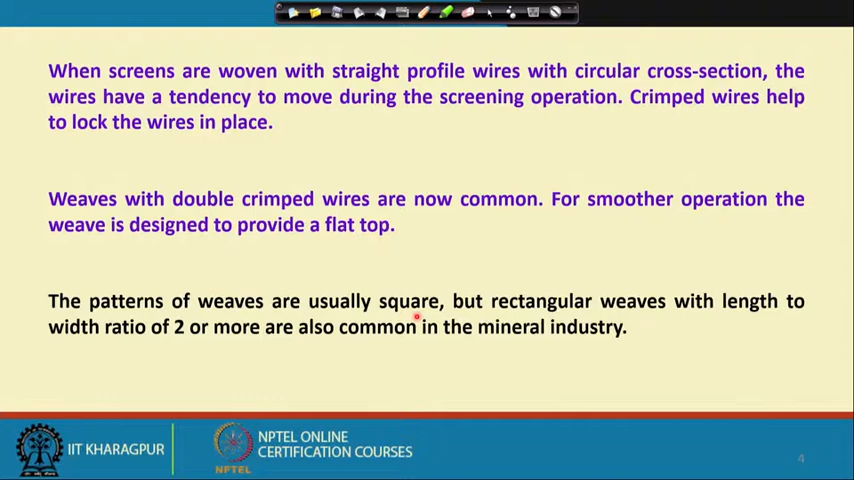 When screens are woven with straight profile wires with circular cross-section, the
wires have a tendency to move during the screening operation. Crimped wires help
to lock the wires in place.
Weaves with double crimped wires are now common. For smoother operation the
weave is designed to provide a flat top.
The patterns of weaves are usually square, but rectangular weaves with length to
width ratio of 2 or more are also common in the mineral industry.
IIT KHARAGPUR
NPTEL
NPTEL ONLINE
CERTIFICATION COURSES
4